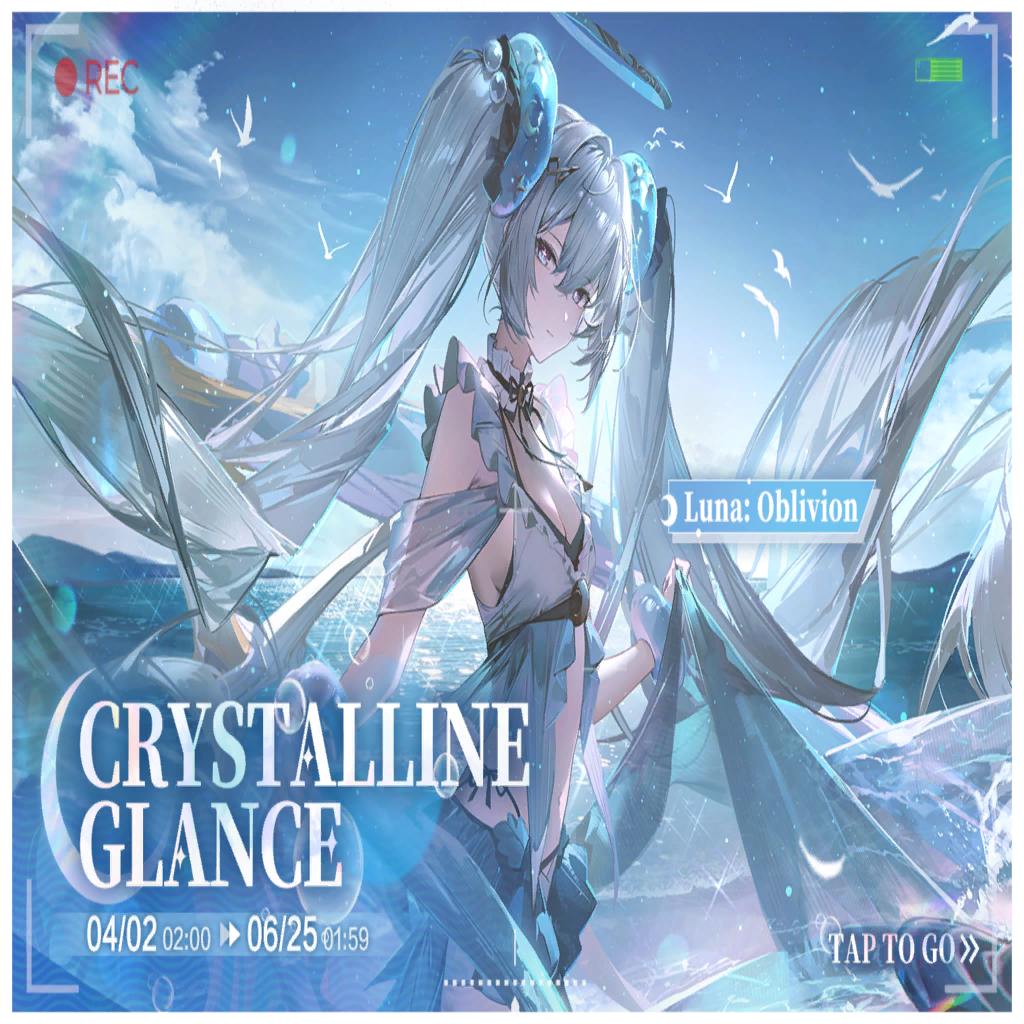 REC
Luna: Oblivion
CRYSTALLINE
GLANCE
04/02 02:00 06/25 01:59
TAP TO GO